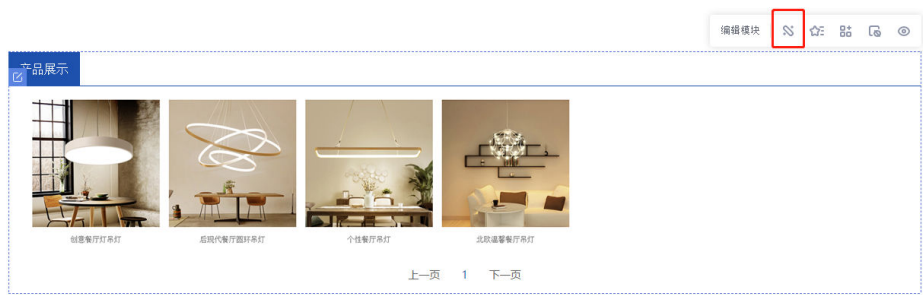 编辑模块
产品展示
创意餐厅灯吊灯
后现代餐厅圆环吊灯
个性餐厅吊灯
北欧温馨餐厅吊灯
上一页 1 下一页